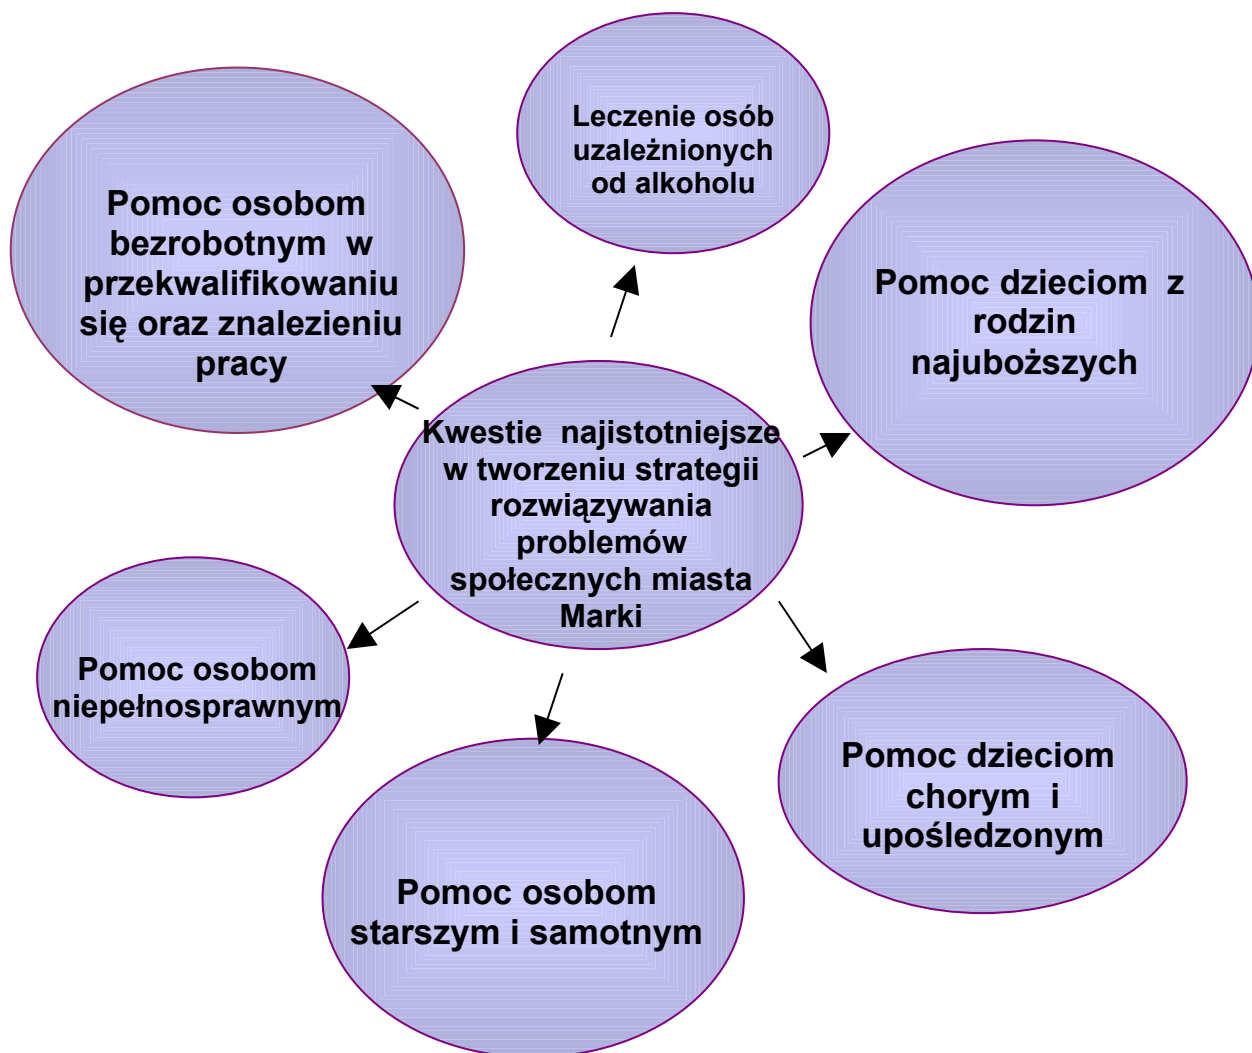 Leczenie osób
uzależnionych
od alkoholu
Pomoc osobom
bezrobotnym w
przekwalifikowaniu
się oraz znalezieniu
pracy
Pomoc dzieciom z
rodzin
najuboższych
Kwestie najistotniejsze
w tworzeniu strategii
rozwiązywania
problemów
społecznych miasta
Marki
Pomoc osobom
niepełnosprawnym
Pomoc dzieciom
chorym i
upośledzonym
Pomoc osobom
starszym i samotnym